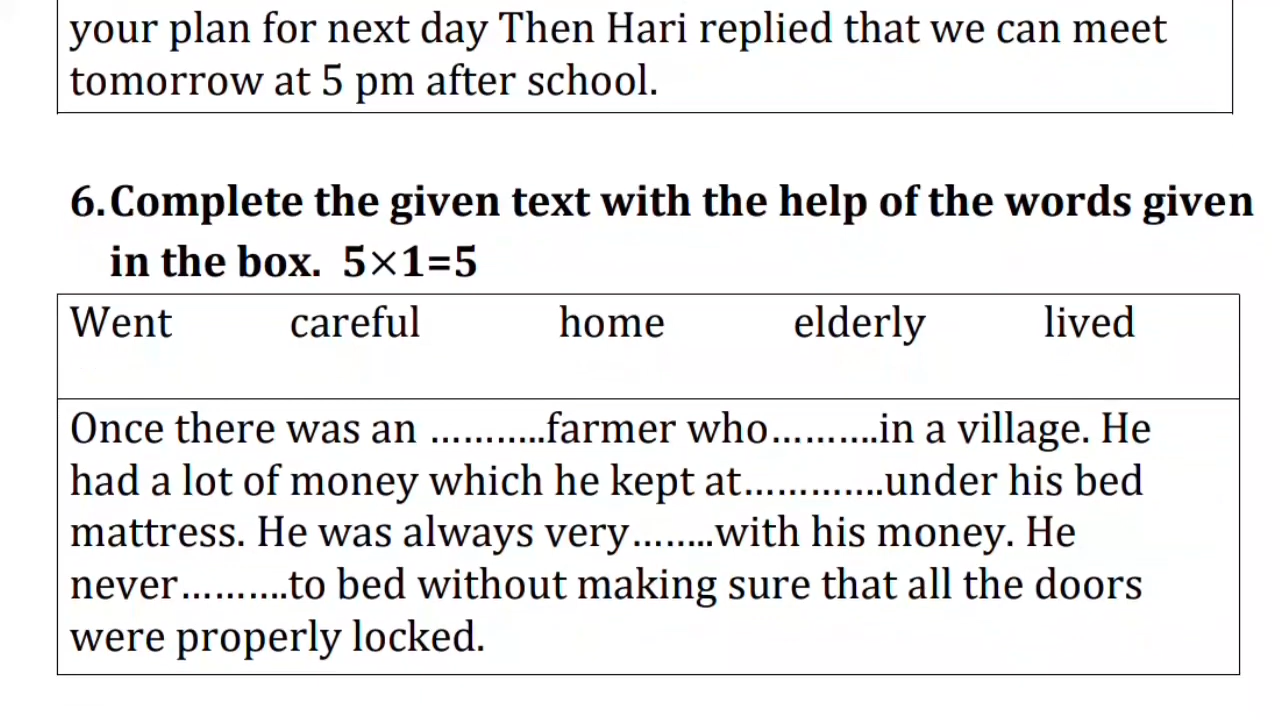 your plan for next day Then Hari replied that we can meet
tomorrow at 5 pm after school.
6.Complete the given text with the help of the words given
in the box. 5×1=5
Went careful home elderly lived
Once there was an ...........farmer who..........in a village. He
had a lot of money which he kept at.............under his bed
mattress. He was always very........with his money. He
never..........to bed without making sure that all the doors
were properly locked.